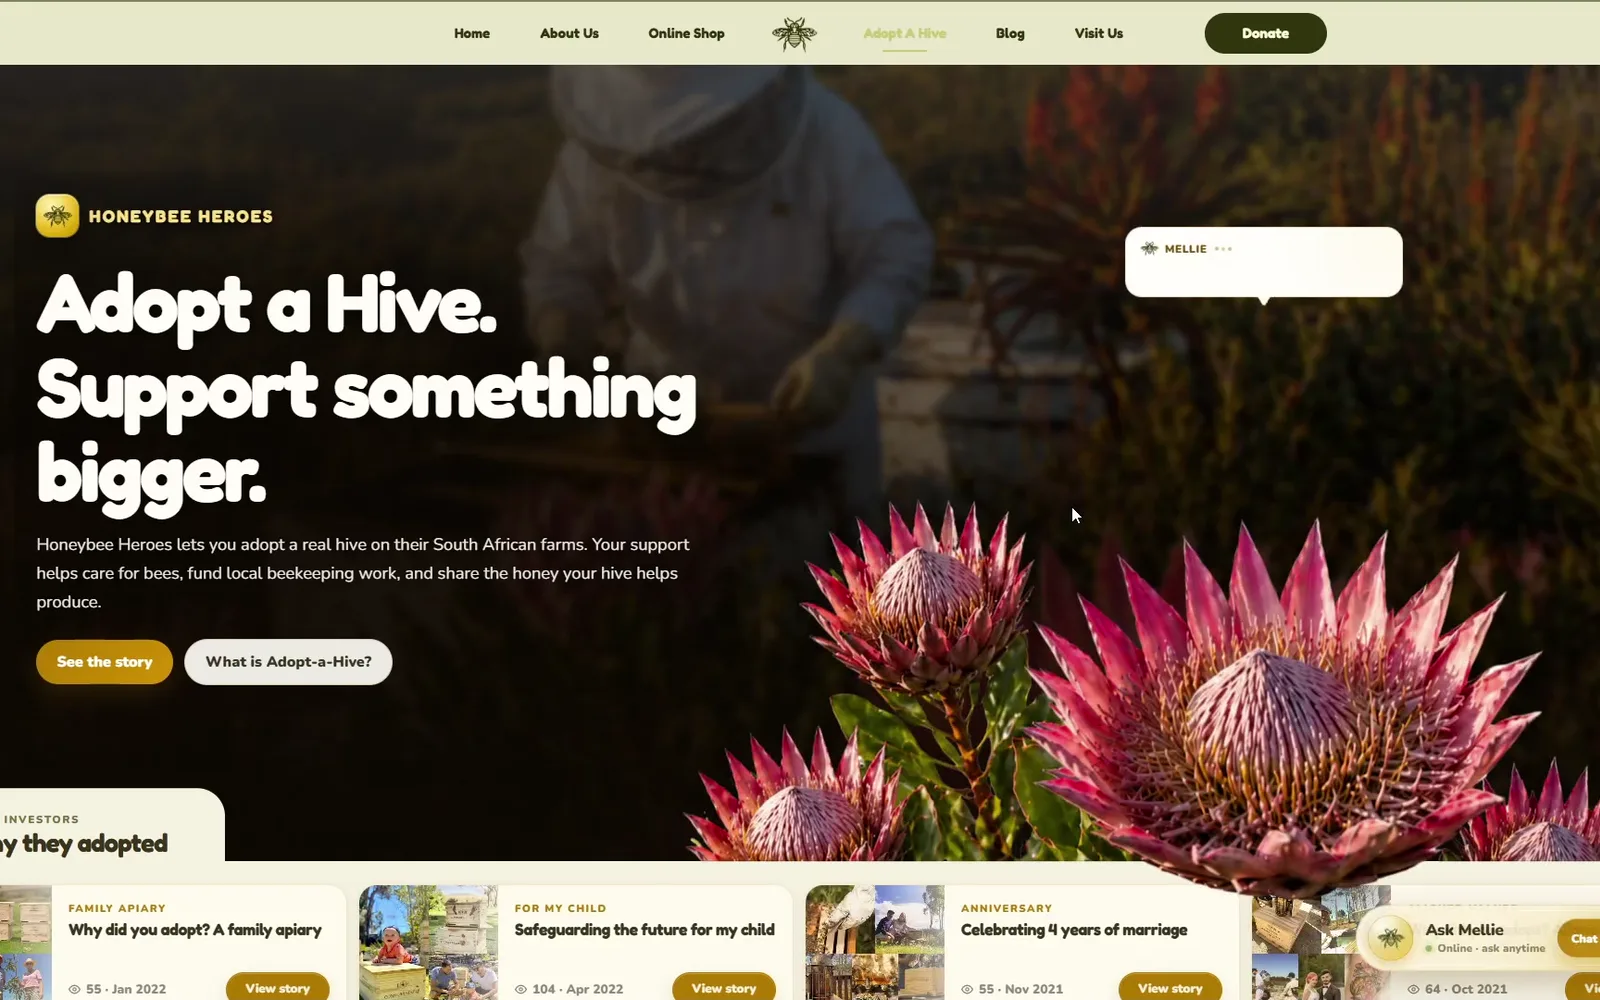 Home
About Us
Online Shop
Adopt A Hive
Blog
Visit Us
Donate
HONEYBEE HEROES
Adopt a Hive.
Support something
bigger.
Honeybee Heroes lets you adopt a real hive on their South African farms. Your support
helps care for bees, fund local beekeeping work, and share the honey your hive helps
produce.
See the story
What is Adopt-a-Hive?
MELLIE
INVESTORS
they adopted
FAMILY APIARY
Why did you adopt? A family apiary
55 · Jan 2022
View story
FOR MY CHILD
Safeguarding the future for my child
104 · Apr 2022
View story
ANNIVERSARY
Celebrating 4 years of marriage
55 · Nov 2021
View story
64 · Oct 2021
Ask Mellie
Online · ask anytime
Chat